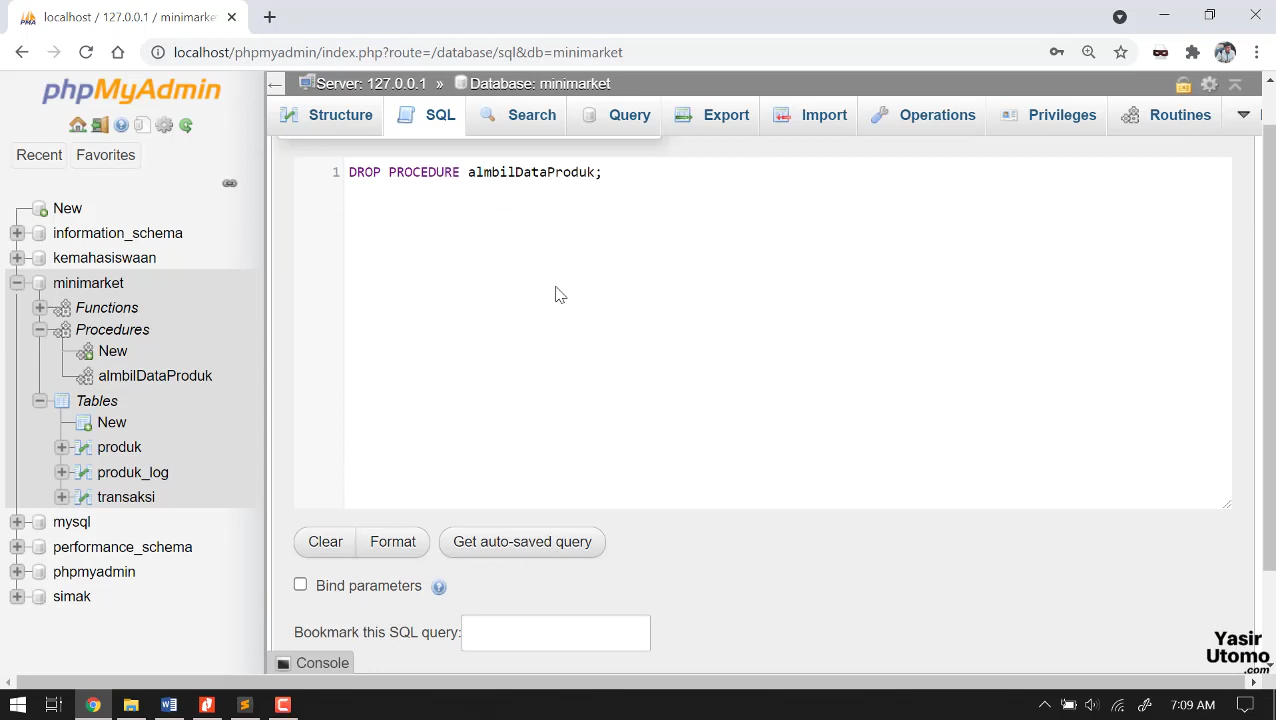 localhost / 127.0.0.1 / minimarke
localhost/phpmyadmin/index.php?route=/database/sql&db=minimarket
phpMyAdmin
Recent
Favorites
New
information_schema
kemahasiswaan
minimarket
Functions
Procedures
New
almbilDataProduk
Tables
New
produk
produk_log
transaksi
mysql
performance_schema
phpmyadmin
simak
Server: 127.0.0.1 » Database: minimarket
Structure
SQL
Search
Query
Export
Import
Operations
Privileges
Routines
1 DROP PROCEDURE almbilDataProduk;
Clear
Format
Get auto-saved query
Bind parameters
Bookmark this SQL query:
Console
Yasir
Utomo
.com
7:09 AM